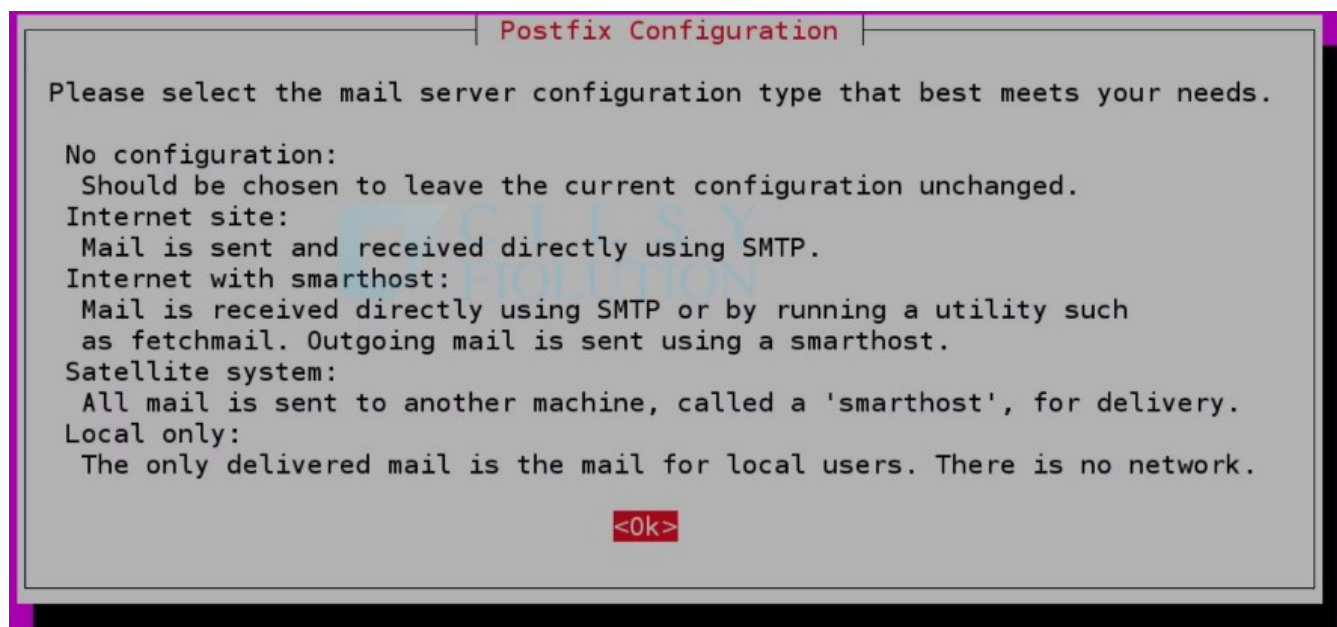 Postfix Configuration
Please select the mail server configuration type that best meets your needs.
No configuration:
Should be chosen to leave the current configuration unchanged.
Internet site:
Mail is sent and received directly using SMTP.
Internet with smarthost:
Mail is received directly using SMTP or by running a utility such
as fetchmail. Outgoing mail is sent using a smarthost.
Satellite system:
All mail is sent to another machine, called a 'smarthost', for delivery.
Local only:
The only delivered mail is the mail for local users. There is no network.
<Ok>
CILSY
FIOLUTION